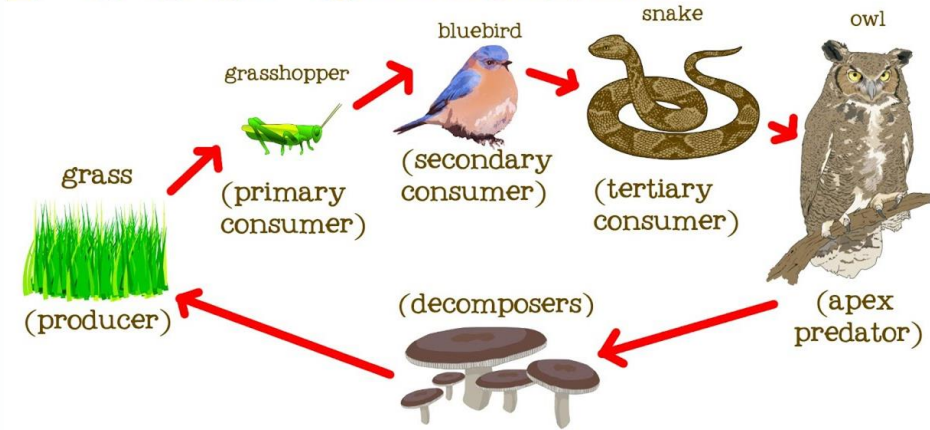 grass
(producer)
grasshopper
(primary
consumer)
bluebird
(secondary
consumer)
snake
(tertiary
consumer)
owl
(apex
predator)
(decomposers)